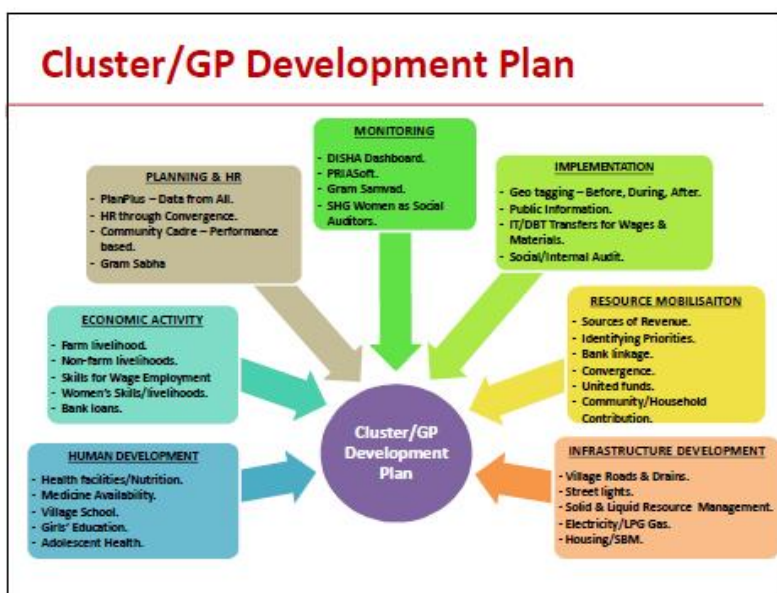 Cluster/GP Development Plan
MONITORING
- DISHA Dashboard.
- PRIASoft.
- Gram Samvad.
- SHG Women as Social
Auditors.
PLANNING & HR
- PlanPlus – Data from All.
- HR through Convergence.
- Community Cadre – Performance
based.
- Gram Sabha
IMPLEMENTATION
- Geo tagging – Before, During, After.
- Public Information.
- IT/DBT Transfers for Wages &
Materials.
- Social/Internal Audit.
ECONOMIC ACTIVITY
- Farm livelihood.
- Non-farm livelihoods.
- Skills for Wage Employment
- Women's Skills/livelihoods.
- Bank loans.
RESOURCE MOBILISAITON
- Sources of Revenue.
- Identifying Priorities.
- Bank linkage.
- Convergence.
- United funds.
- Community/Household
Contribution.
Cluster/GP
Development
Plan
HUMAN DEVELOPMENT
- Health facilities/Nutrition.
- Medicine Availability.
- Village School.
- Girls' Education.
- Adolescent Health.
INFRASTRUCTURE DEVELOPMENT
- Village Roads & Drains.
- Street lights.
- Solid & Liquid Resource Management.
- Electricity/LPG Gas.
- Housing/SBM.